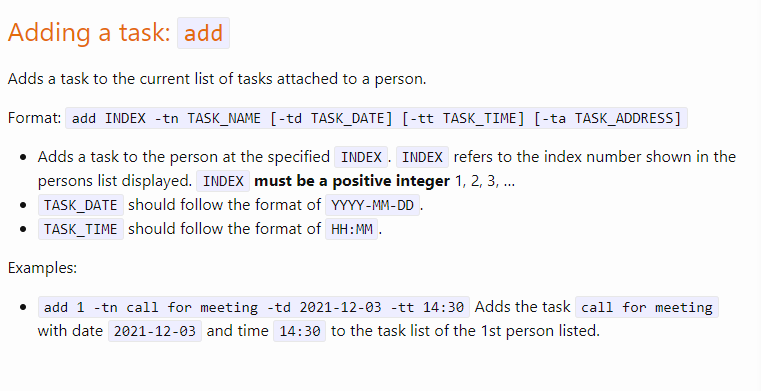 Adding a task: add
Adds a task to the current list of tasks attached to a person.
Format: add INDEX -tn TASK_NAME [-td TASK_DATE] [-tt TASK_TIME] [-ta TASK_ADDRESS]
• Adds a task to the person at the specified INDEX. INDEX refers to the index number shown in the
persons list displayed. INDEX must be a positive integer 1, 2, 3, …
• TASK_DATE should follow the format of YYYY-MM-DD.
• TASK_TIME should follow the format of HH:MM.
Examples:
• add 1 -tn call for meeting -td 2021-12-03 -tt 14:30 Adds the task call for meeting
with date 2021-12-03 and time 14:30 to the task list of the 1st person listed.